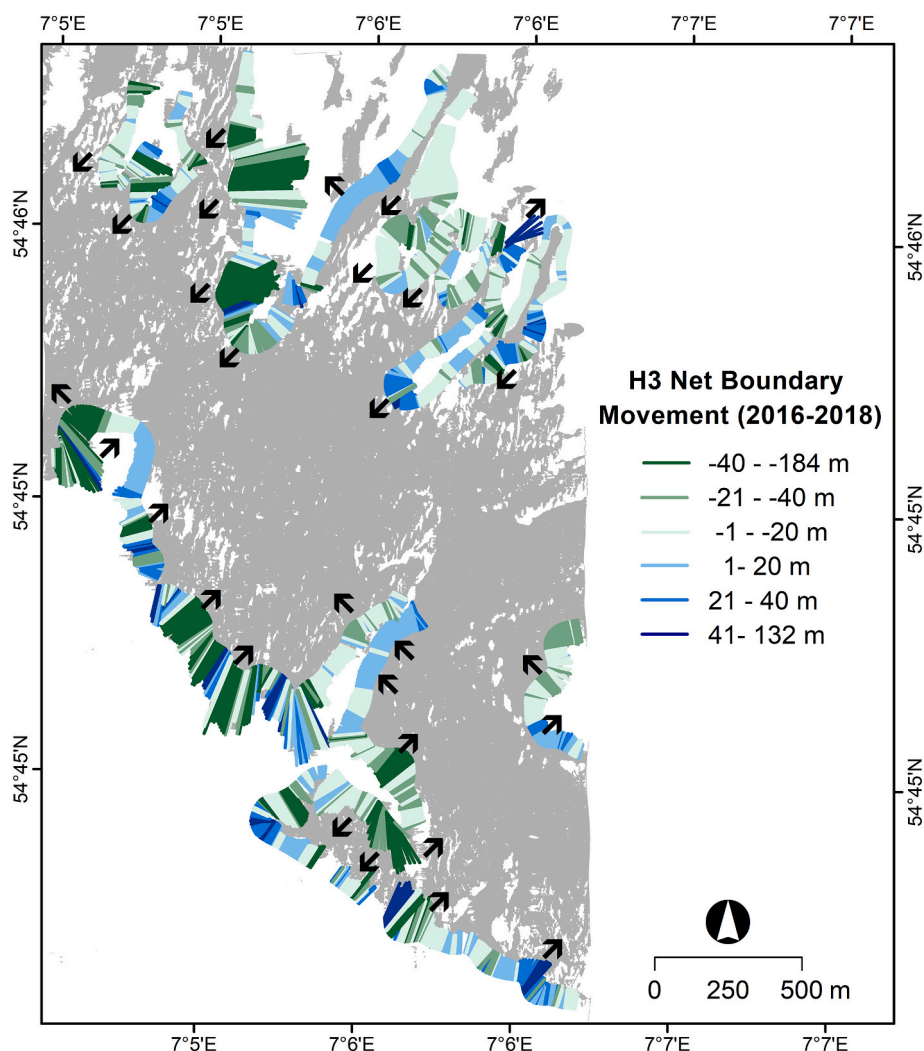 7°5'E 7°5'E 7°6'E 7°6'E 7°7'E 7°7'E
54°46'N
54°46'N
H3 Net Boundary
Movement (2016-2018)
-40 - -184 m
-21 - -40 m
-1 - -20 m
1- 20 m
21 - 40 m
41- 132 m
54°45'N
54°45'N
54°45'N
54°45'N
0 250 500 m
7°5'E 7°6'E 7°6'E 7°7'E 7°7'E